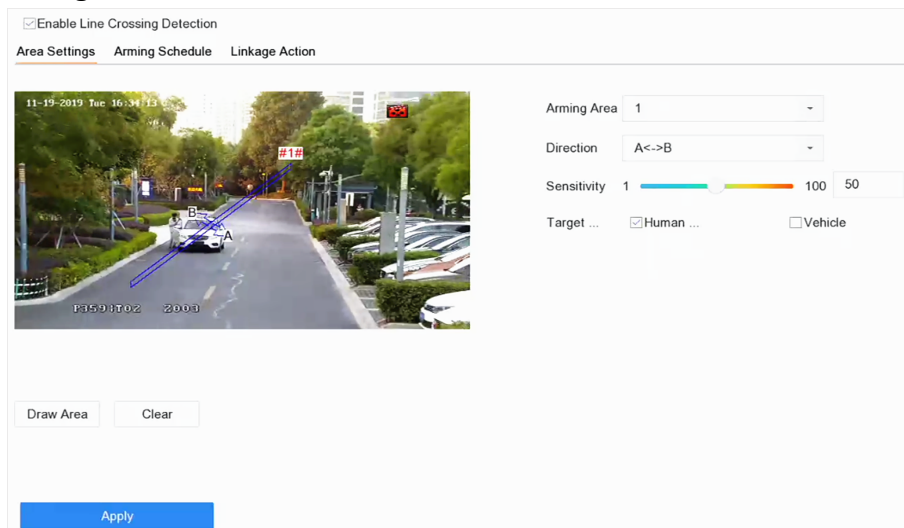 Enable Line Crossing Detection
Area Settings Arming Schedule Linkage Action
11-19-2019 Tue 16:34:13
#1#
B
A
Arming Area 1
Direction A<->B
Sensitivity 1 100 50
Target ... Human ... Vehicle
Draw Area Clear
Apply